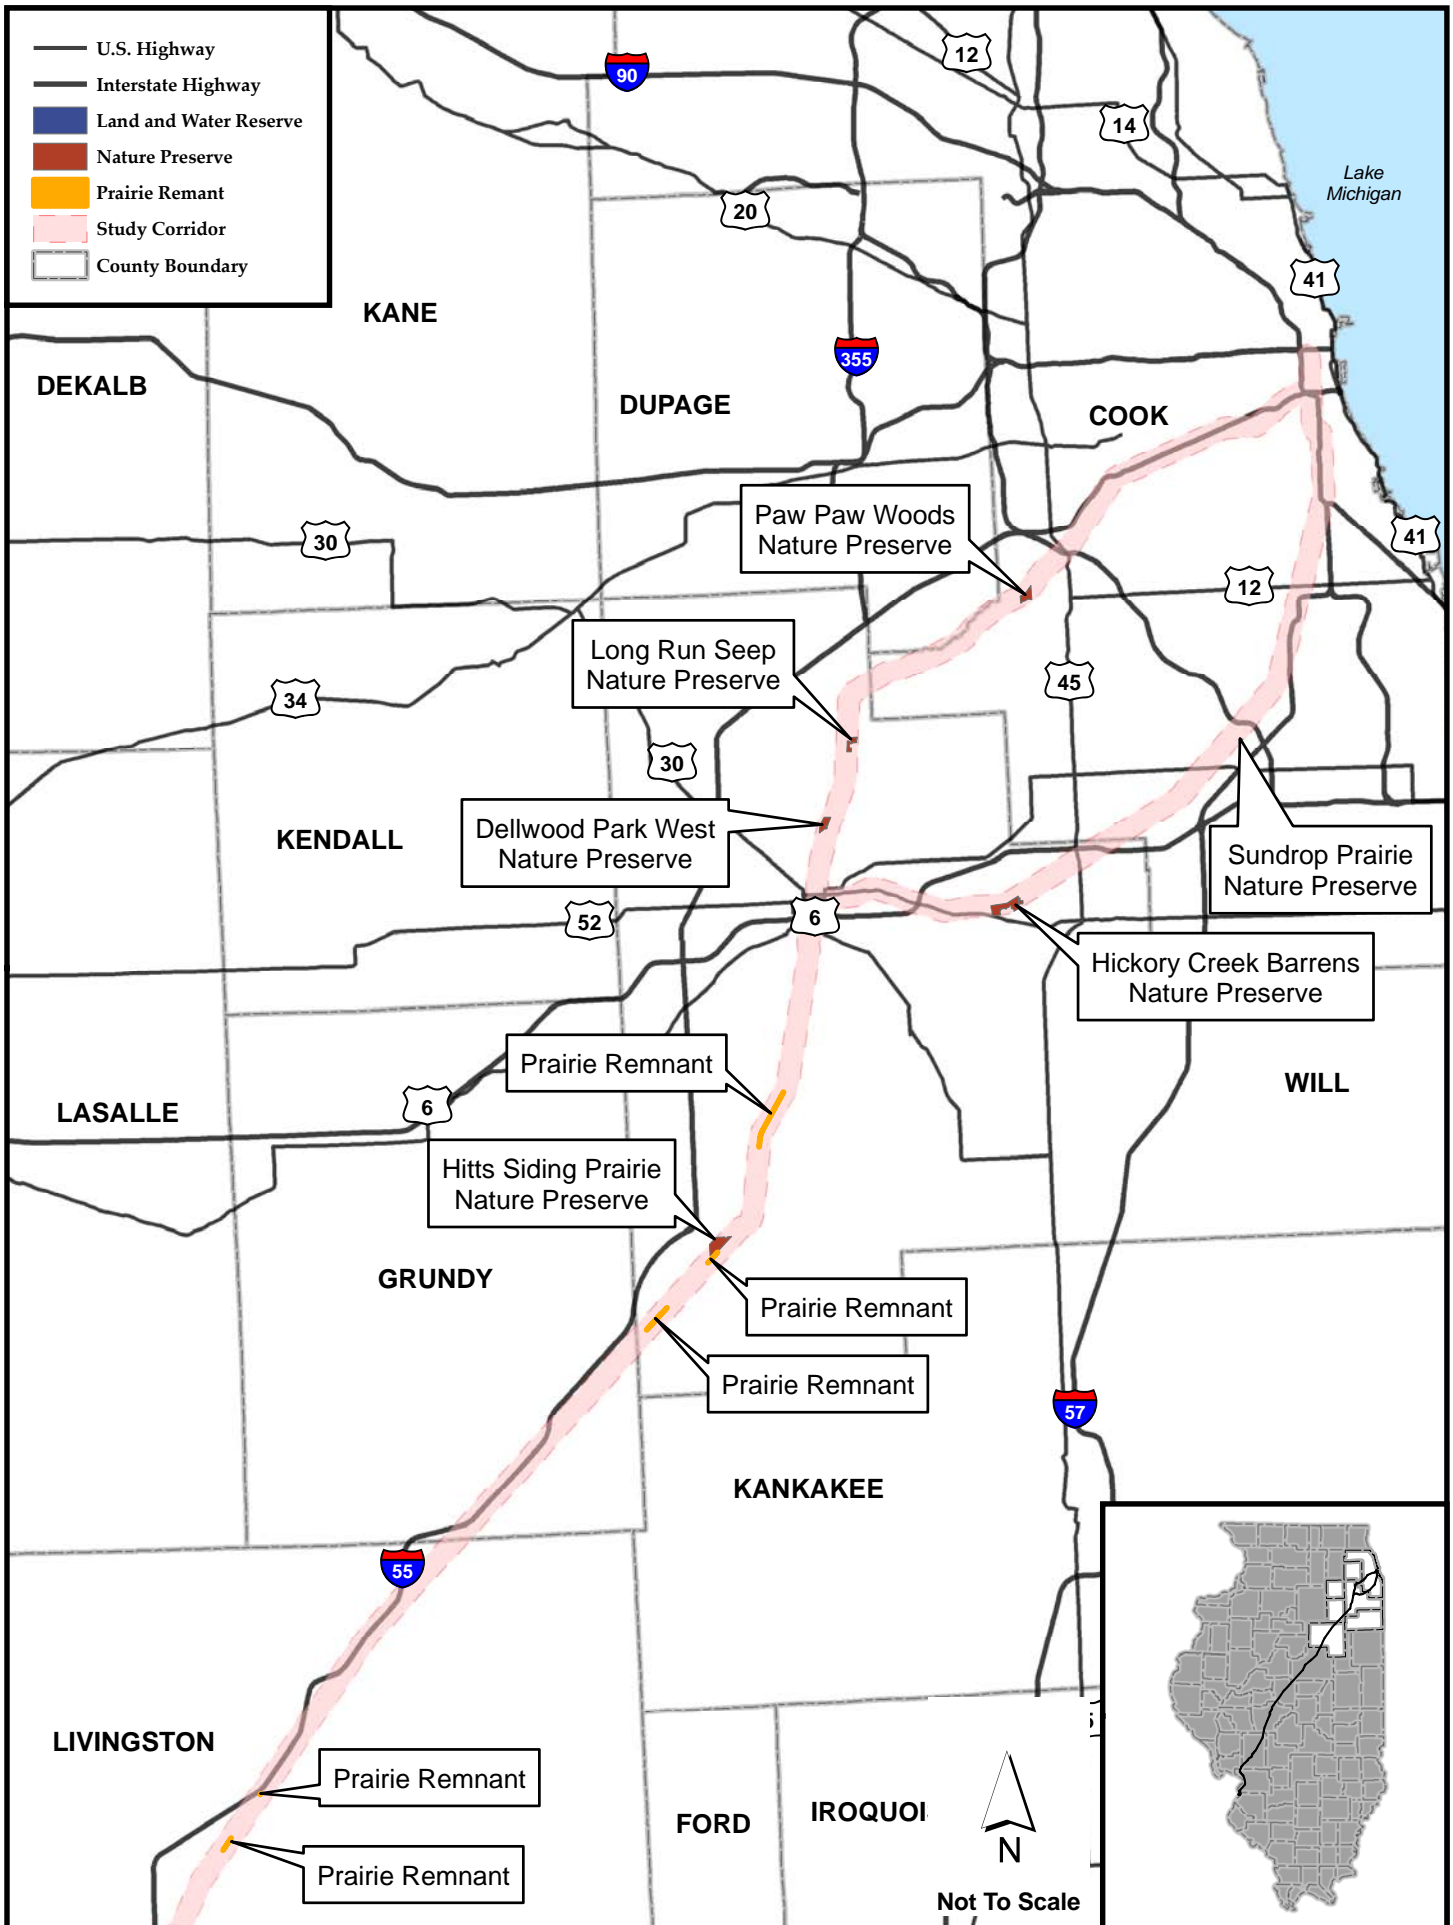 U.S. Highway
Interstate Highway
Land and Water Reserve
Nature Preserve
Prairie Remant
Study Corridor
County Boundary
90
12
14
20
Lake
Michigan
41
KANE
355
DEKALB
DUPAGE
COOK
30
Paw Paw Woods
Nature Preserve
41
12
Long Run Seep
Nature Preserve
34
45
30
Dellwood Park West
Nature Preserve
KENDALL
Sundrop Prairie
Nature Preserve
52
6
Hickory Creek Barrens
Nature Preserve
Prairie Remnant
WILL
LASALLE
6
Hitts Siding Prairie
Nature Preserve
GRUNDY
Prairie Remnant
Prairie Remnant
57
KANKAKEE
55
LIVINGSTON
Prairie Remnant
FORD
IROQUOI
N
Prairie Remnant
Not To Scale